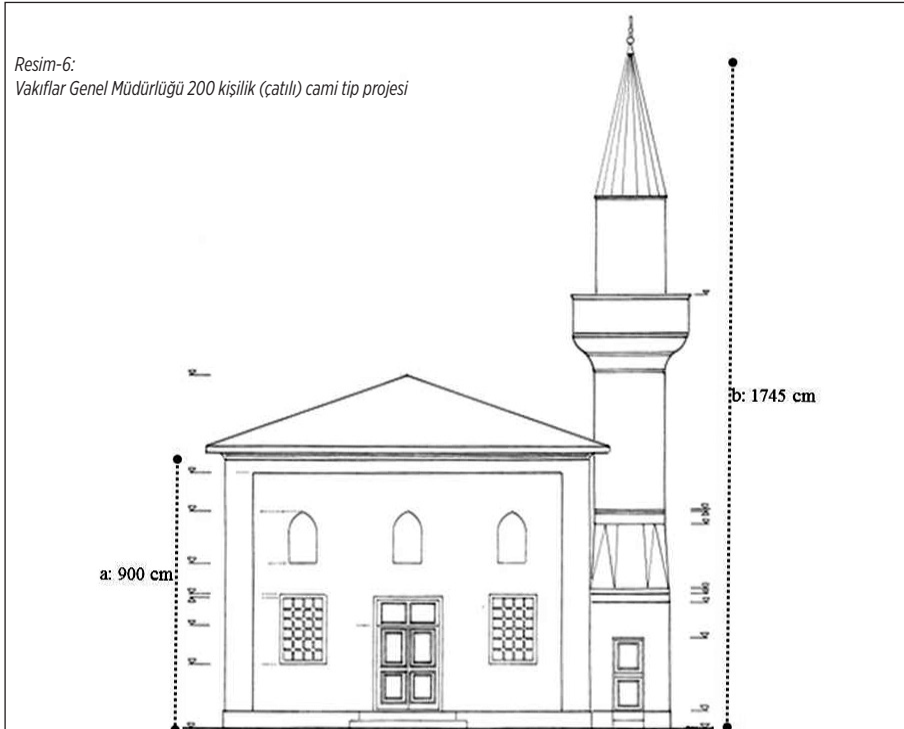 Resim-6:
Vakıflar Genel Müdürlüğü 200 kişilik (çatılı) cami tip projesi
b: 1745 cm
a: 900 cm